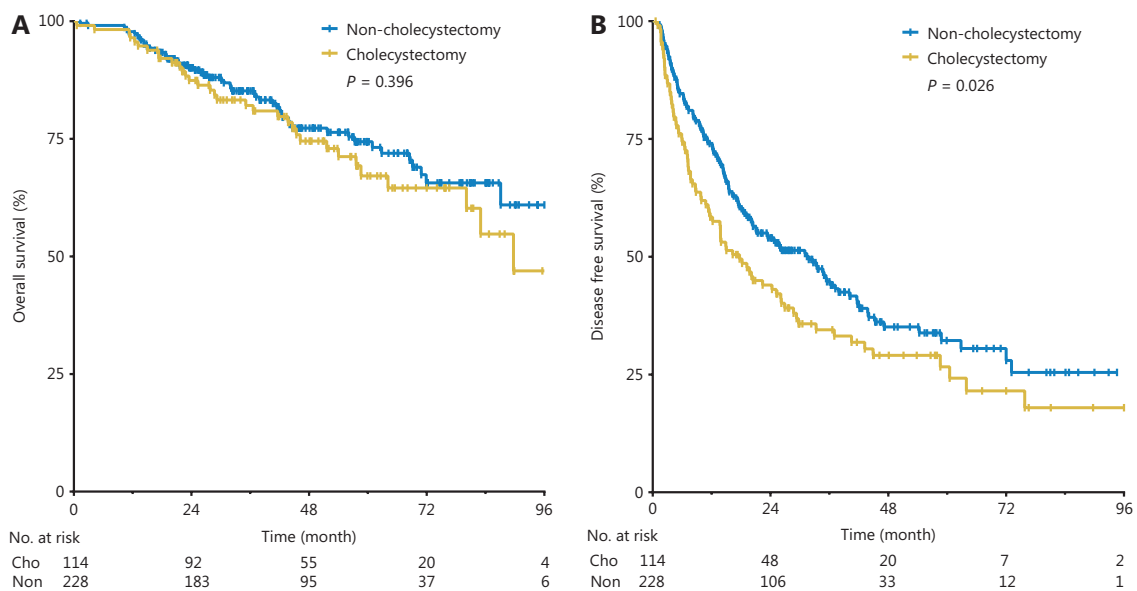 A
Non-cholecystectomy
Cholecystectomy
P = 0.396
Overall survival (%)
100
75
50
25
0
0 24 48 72 96
Time (month)
No. at risk
Cho 114 92 55 20 4
Non 228 183 95 37 6
B
Non-cholecystectomy
Cholecystectomy
P = 0.026
Disease free survival (%)
100
75
50
25
0
0 24 48 72 96
Time (month)
No. at risk
Cho 114 48 20 7 2
Non 228 106 33 12 1